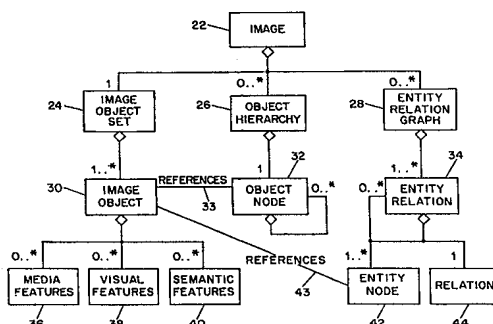 22
IMAGE
1
0..*
0..*
24
IMAGE
OBJECT
SET
26
OBJECT
HIERARCHY
28
ENTITY
RELATION
GRAPH
1..*
1
32
1..*
34
30
IMAGE
OBJECT
REFERENCES
33
OBJECT
NODE
0..*
0..*
ENTITY
RELATION
0..*
0..*
0..*
REFERENCES
43
1..*
1
MEDIA
FEATURES
VISUAL
FEATURES
SEMANTIC
FEATURES
ENTITY
NODE
RELATION
36
38
40
42
44